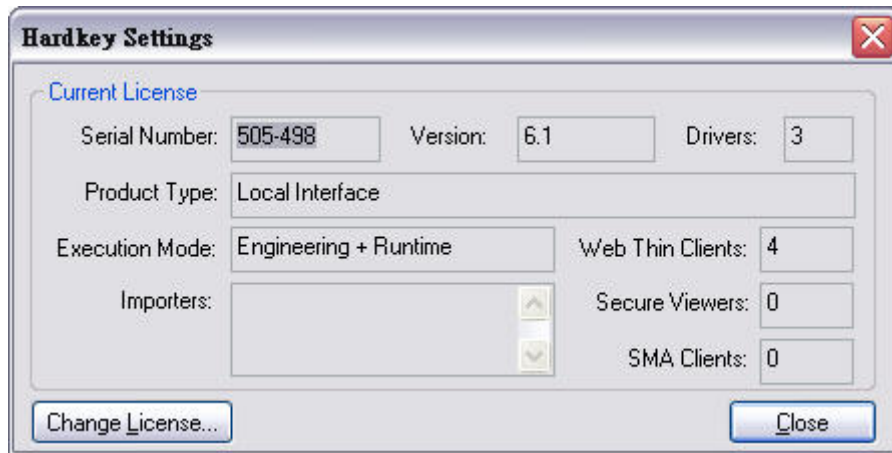 Hardkey Settings
Current License
Serial Number: 505-498 Version: 6.1 Drivers: 3
Product Type: Local Interface
Execution Mode: Engineering + Runtime Web Thin Clients: 4
Importers: Secure Viewers: 0
SMA Clients: 0
Change License... Close